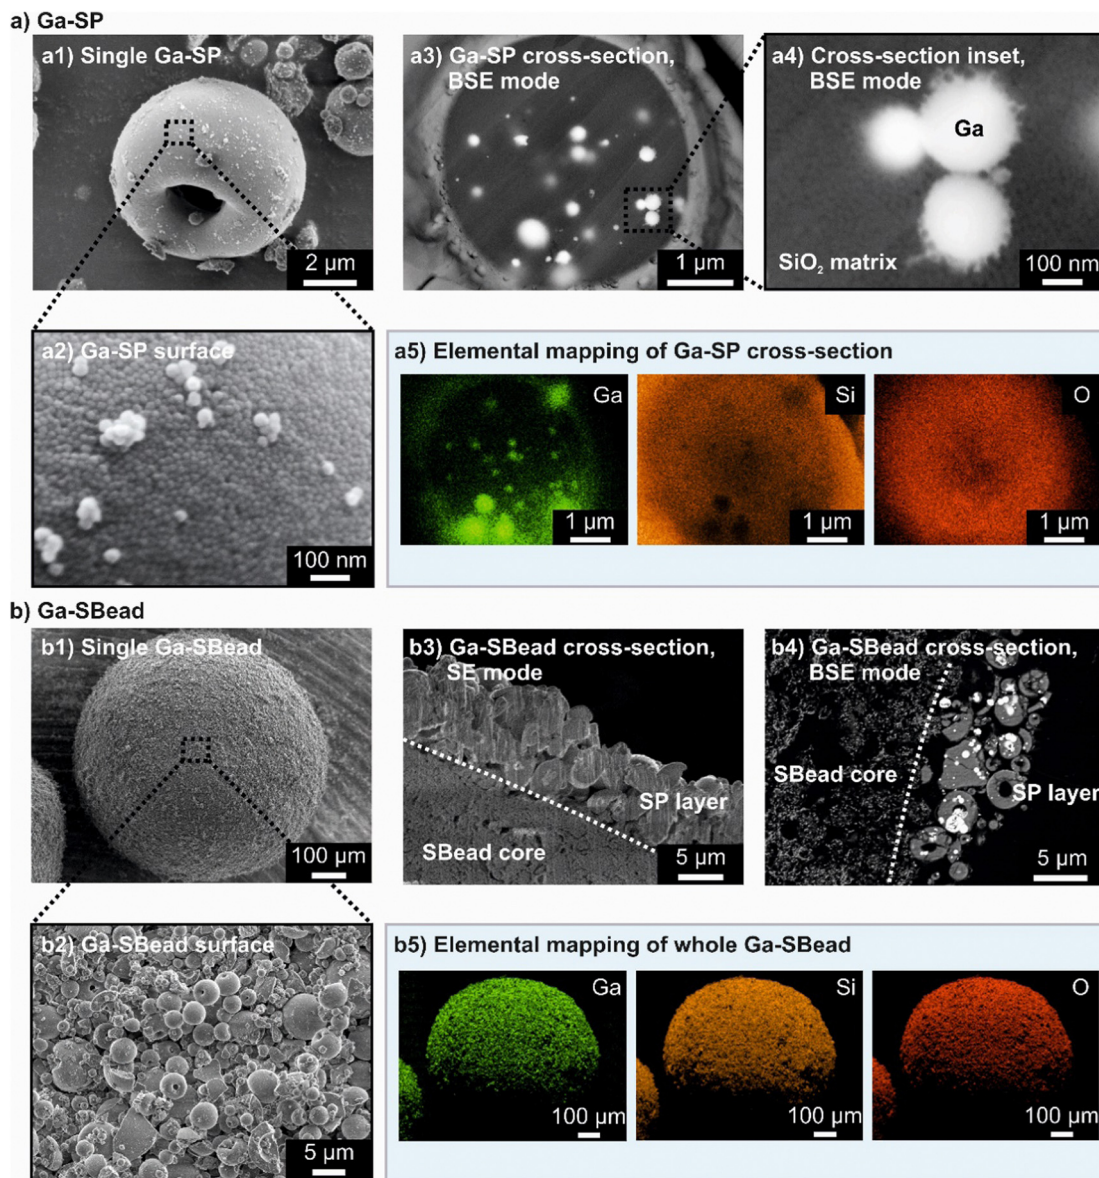 a) Ga-SP
a1) Single Ga-SP
2 μm
a3) Ga-SP cross-section,
BSE mode
1 μm
a4) Cross-section inset,
BSE mode
Ga
SiO₂ matrix
100 nm
a2) Ga-SP surface
100 nm
a5) Elemental mapping of Ga-SP cross-section
Ga
1 μm
Si
1 μm
O
1 μm
b) Ga-SBead
b1) Single Ga-SBead
100 μm
b3) Ga-SBead cross-section,
SE mode
SP layer
SBead core
5 μm
b4) Ga-SBead cross-section,
BSE mode
SBead core
SP layer
5 μm
b2) Ga-SBead surface
5 μm
b5) Elemental mapping of whole Ga-SBead
Ga
100 μm
Si
100 μm
O
100 μm